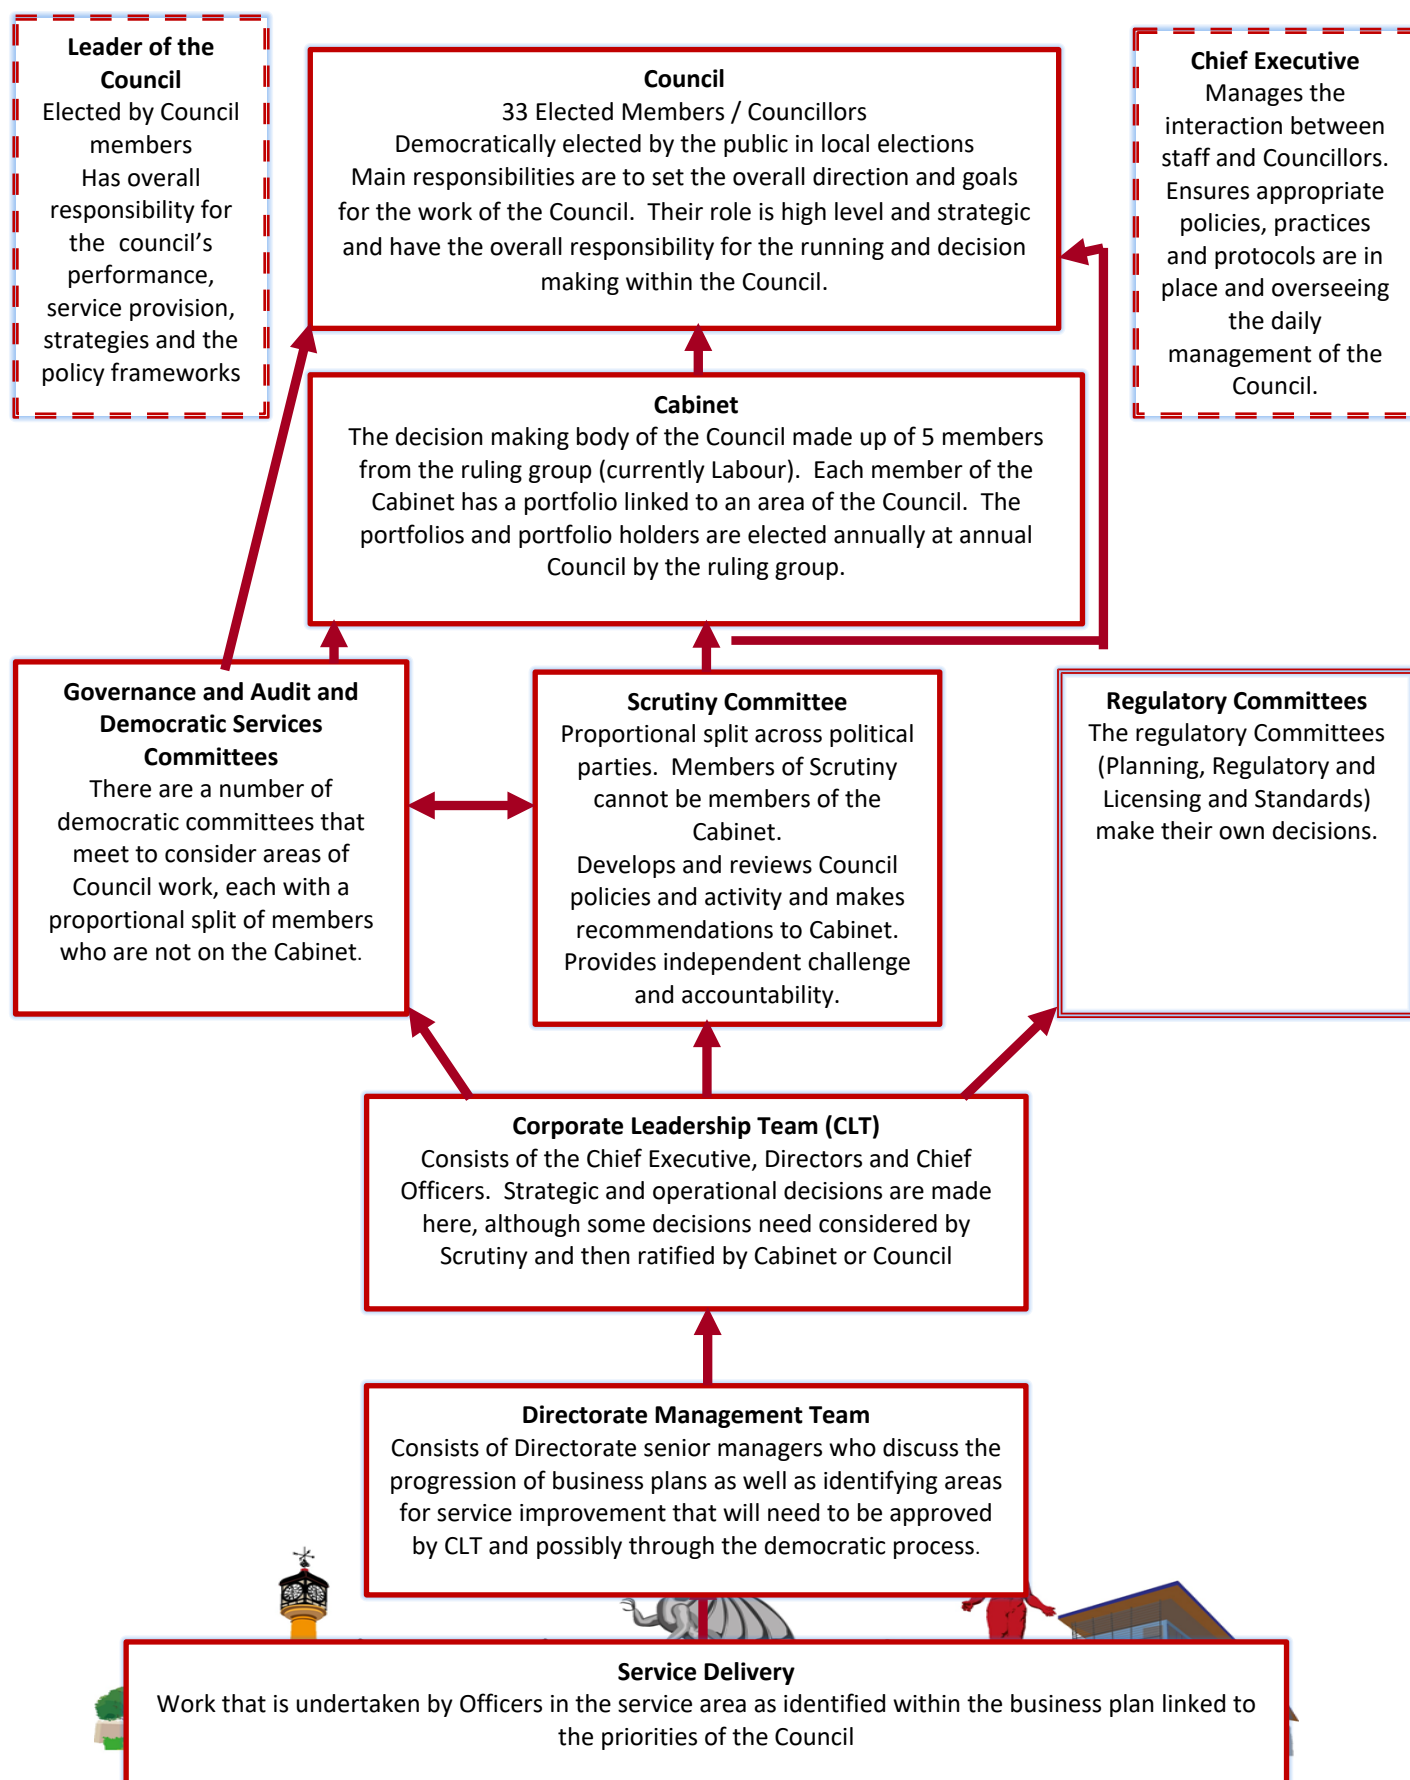 Leader of the
Council
Elected by Council
members
Has overall
responsibility for
the council's
performance,
service provision,
strategies and the
policy frameworks
Council
33 Elected Members / Councillors
Democratically elected by the public in local elections
Main responsibilities are to set the overall direction and goals
for the work of the Council. Their role is high level and strategic
and have the overall responsibility for the running and decision
making within the Council.
Chief Executive
Manages the
interaction between
staff and Councillors.
Ensures appropriate
policies, practices
and protocols are in
place and overseeing
the daily
management of the
Council.
Cabinet
The decision making body of the Council made up of 5 members
from the ruling group (currently Labour). Each member of the
Cabinet has a portfolio linked to an area of the Council. The
portfolios and portfolio holders are elected annually at annual
Council by the ruling group.
Governance and Audit and
Democratic Services
Committees
There are a number of
democratic committees that
meet to consider areas of
Council work, each with a
proportional split of members
who are not on the Cabinet.
Scrutiny Committee
Proportional split across political
parties. Members of Scrutiny
cannot be members of the
Cabinet.
Develops and reviews Council
policies and activity and makes
recommendations to Cabinet.
Provides independent challenge
and accountability.
Regulatory Committees
The regulatory Committees
(Planning, Regulatory and
Licensing and Standards)
make their own decisions.
Corporate Leadership Team (CLT)
Consists of the Chief Executive, Directors and Chief
Officers. Strategic and operational decisions are made
here, although some decisions need considered by
Scrutiny and then ratified by Cabinet or Council
Directorate Management Team
Consists of Directorate senior managers who discuss the
progression of business plans as well as identifying areas
for service improvement that will need to be approved
by CLT and possibly through the democratic process.
Service Delivery
Work that is undertaken by Officers in the service area as identified within the business plan linked to
the priorities of the Council